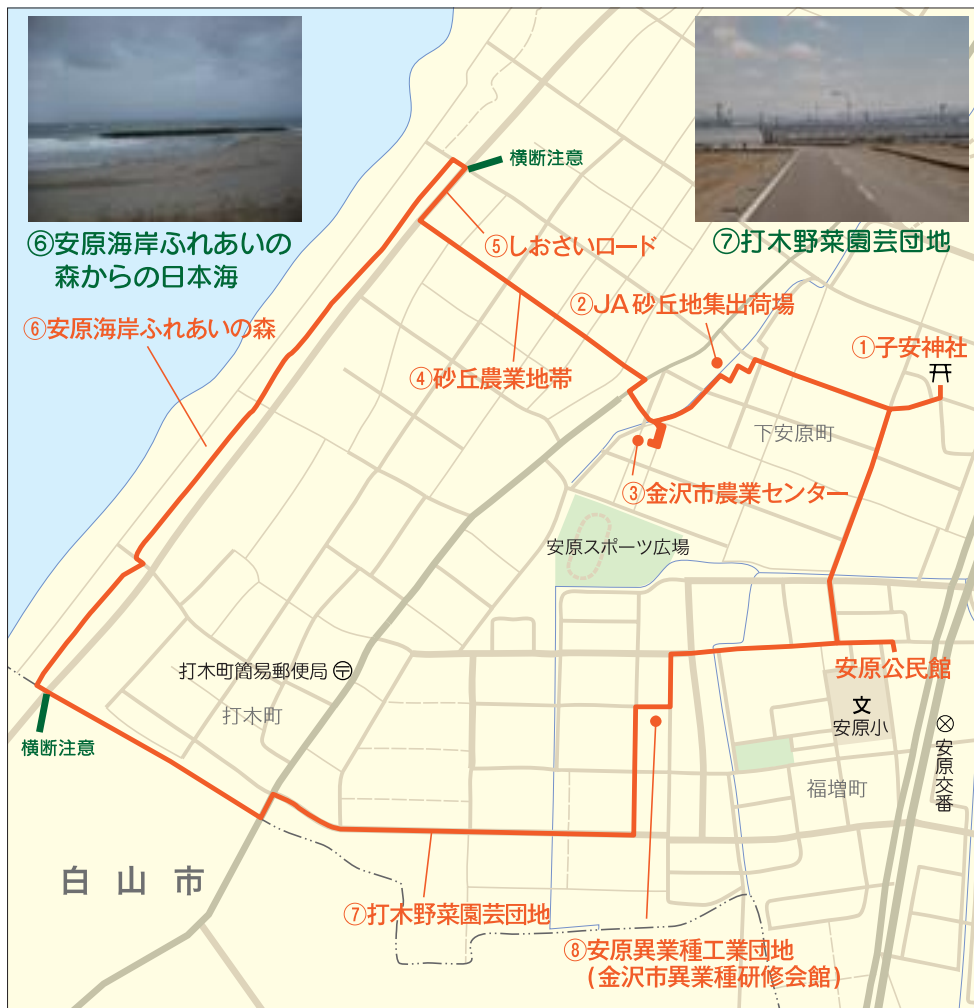 横断注意
⑥安原海岸ふれあいの
森からの日本海
⑦打木野菜園芸団地
⑤しおさいロード
②JA砂丘地集出荷場
⑥安原海岸ふれあいの森
①子安神社
④砂丘農業地帯
下安原町
③金沢市農業センター
安原スポーツ広場
打木町簡易郵便局
安原公民館
打木町
文
安原小
横断注意
安原交番
福増町
白山市
⑦打木野菜園芸団地
⑧安原異業種工業団地
(金沢市異業種研修会館)